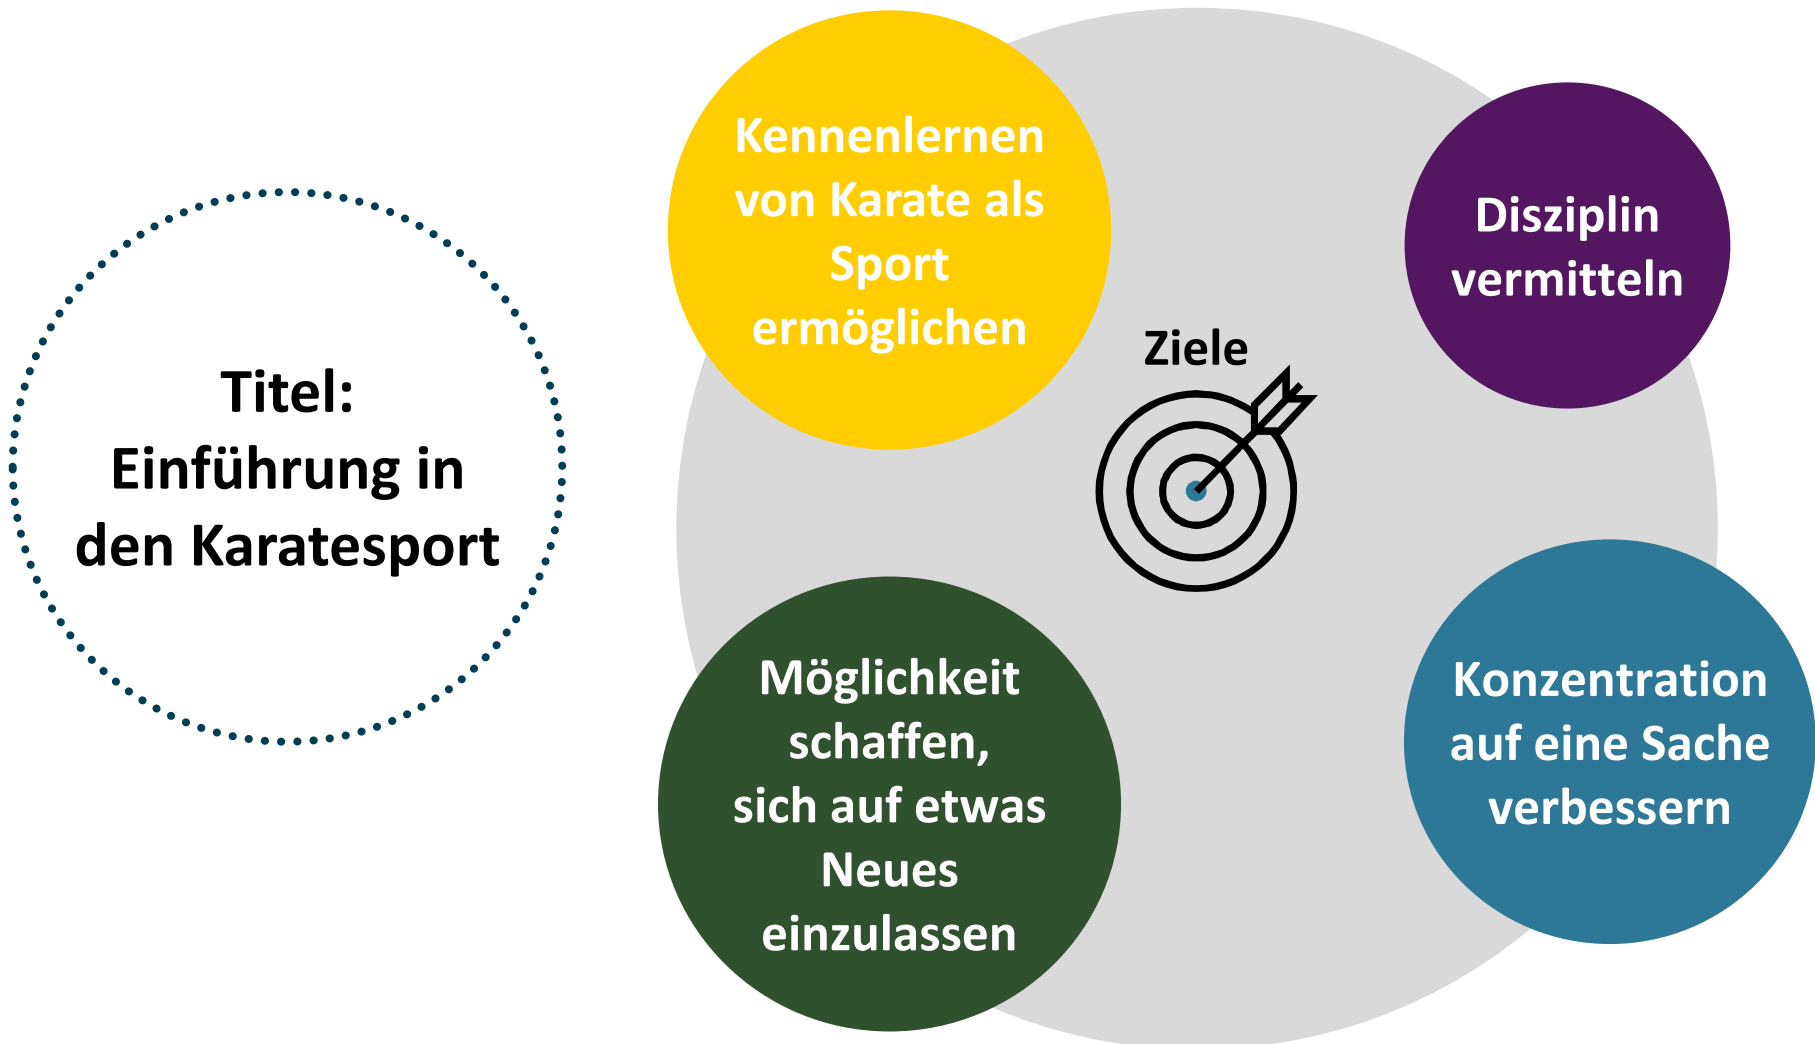 Titel:
Einführung in
den Karatesport
Kennenlernen
von Karate als
Sport
ermöglichen
Disziplin
vermitteln
Ziele
Möglichkeit
schaffen,
sich auf etwas
Neues
einzulassen
Konzentration
auf eine Sache
verbessern